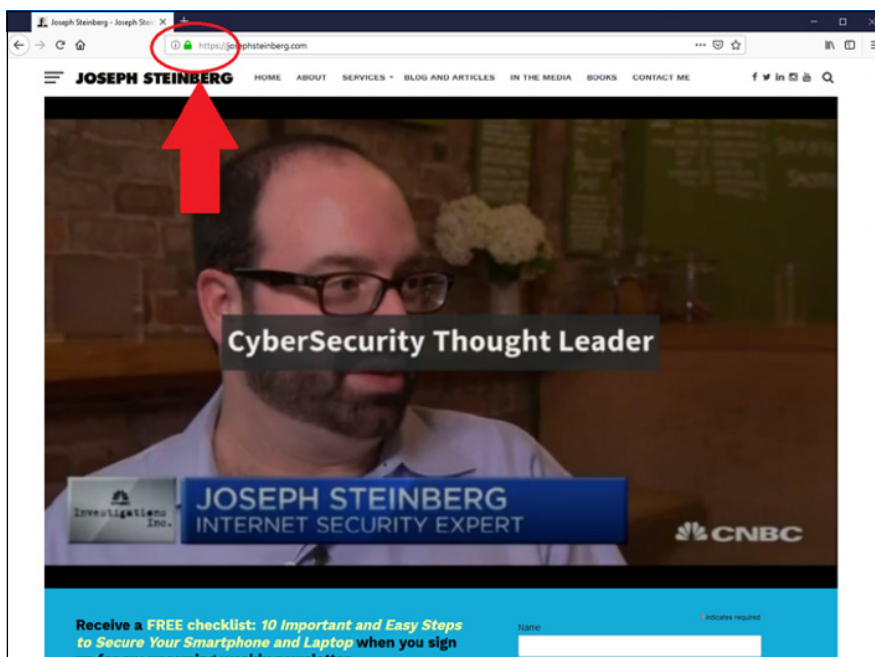 Joseph Steinberg - Joseph Stein
https://josephsteinberg.com
JOSEPH STEINBERG HOME ABOUT SERVICES BLOG AND ARTICLES IN THE MEDIA BOOKS CONTACT ME
CyberSecurity Thought Leader
Investigations
Inc.
JOSEPH STEINBERG
INTERNET SECURITY EXPERT
CNBC
Receive a FREE checklist: 10 Important and Easy Steps
to Secure Your Smartphone and Laptop when you sign
* indicates required
Name